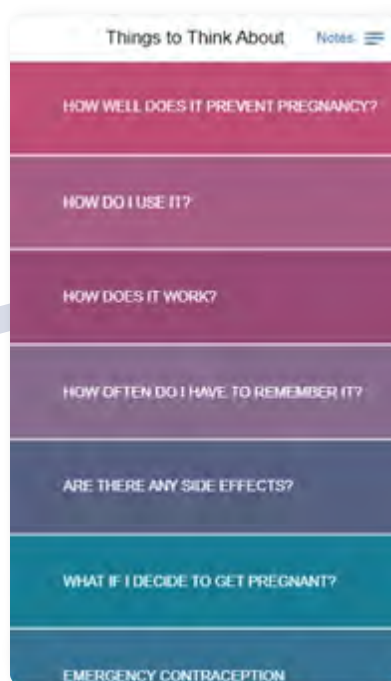 Things to Think About
Notes
HOW WELL DOES IT PREVENT PREGNANCY?
HOW DO I USE IT?
HOW DOES IT WORK?
HOW OFTEN DO I HAVE TO REMEMBER IT?
ARE THERE ANY SIDE EFFECTS?
WHAT IF I DECIDE TO GET PREGNANT?
EMERGENCY CONTRACEPTION